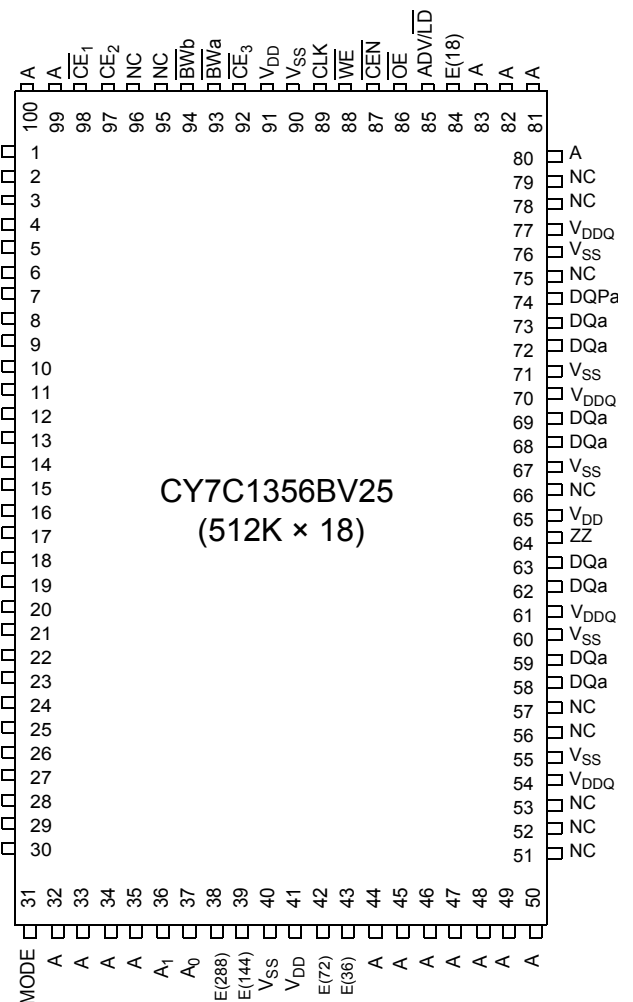 A
A
CE1
CE2
NC
NC
BWb
BWa
CE3
VDD
VSS
CLK
WE
CEN
OE
ADV/LD
E(18)
A
A
A
100
99
98
97
96
95
94
93
92
91
90
89
88
87
86
85
84
83
82
81
1
2
3
4
5
6
7
8
9
10
11
12
13
14
15
16
17
18
19
20
21
22
23
24
25
26
27
28
29
30
CY7C1356BV25
(512K × 18)
80 A
79 NC
78 NC
77 VDDQ
76 VSS
75 NC
74 DQPa
73 DQa
72 DQa
71 VSS
70 VDDQ
69 DQa
68 DQa
67 VSS
66 NC
65 VDD
64 ZZ
63 DQa
62 DQa
61 VDDQ
60 VSS
59 DQa
58 DQa
57 NC
56 NC
55 VSS
54 VDDQ
53 NC
52 NC
51 NC
31
32
33
34
35
36
37
38
39
40
41
42
43
44
45
46
47
48
49
50
MODE
A
A
A
A
A1
A0
E(288)
E(144)
VSS
VDD
E(72)
E(36)
A
A
A
A
A
A
A